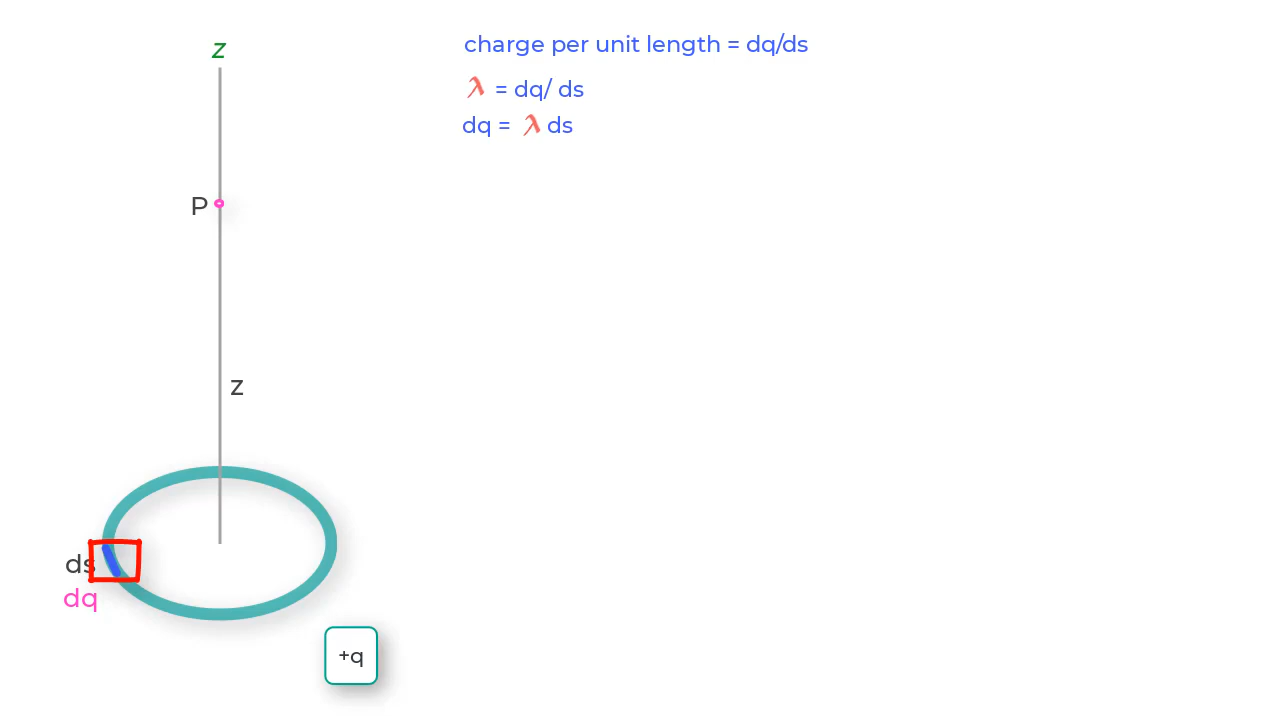 z
charge per unit length = dq/ds
λ = dq/ ds
dq = λ ds
P
z
ds
dq
+q